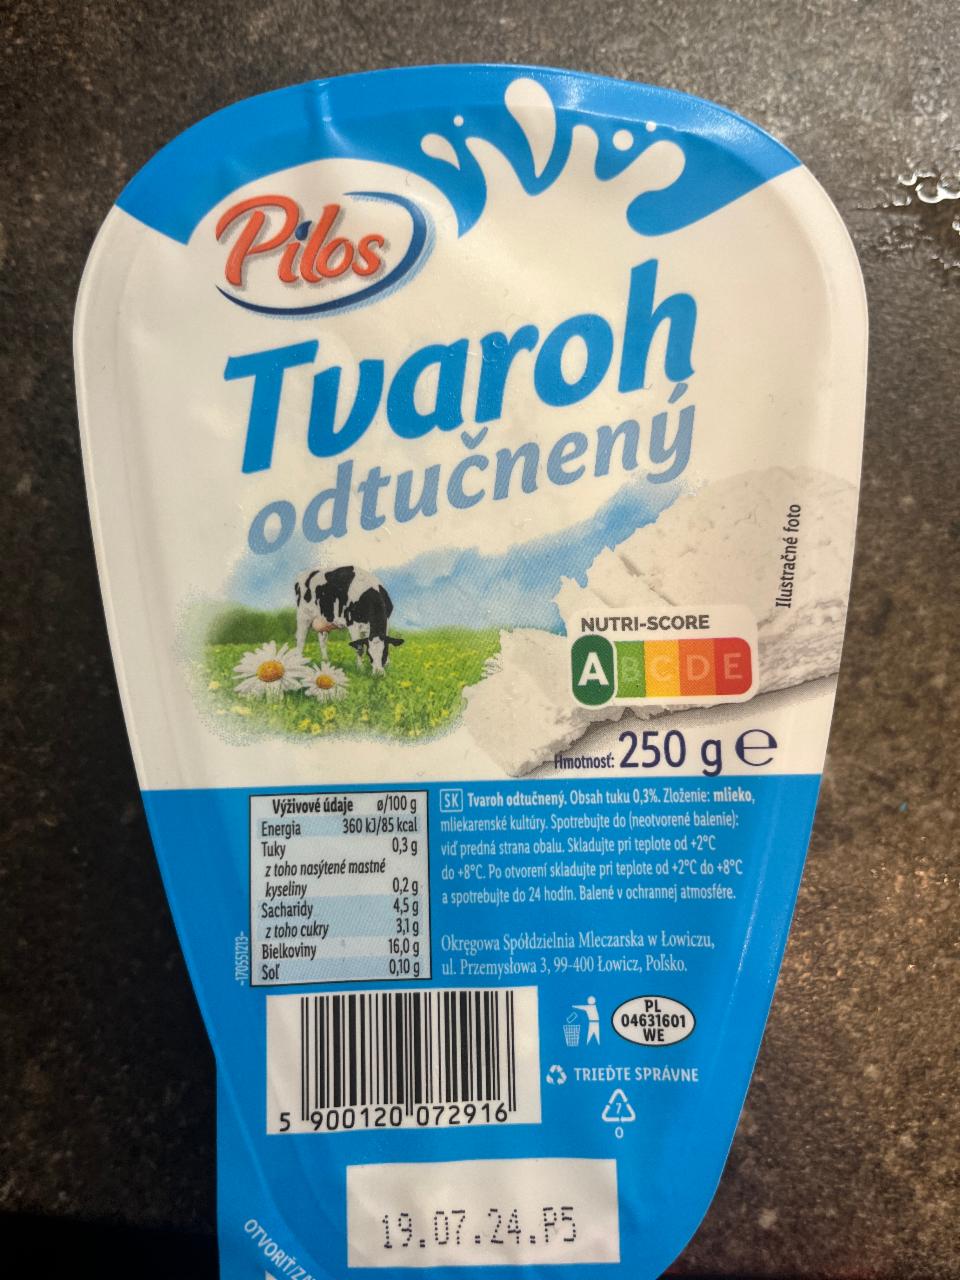 Pilos
Tvaroh
odtučnený
Ilustračné foto
NUTRI-SCORE
A B C D E
Hmotnosť: 250 g e
Výživové údaje ø/100 g
Energia 360 kJ/85 kcal
Tuky 0,3 g
z toho nasýtené mastné
kyseliny 0,2 g
Sacharidy 4,5 g
z toho cukry 3,1 g
Bielkoviny 16,0 g
Soľ 0,10 g
-170551213-
SK Tvaroh odtučnený. Obsah tuku 0,3%. Zloženie: mlieko,
mliekarenské kultúry. Spotrebujte do (neotvorené balenie):
viď predná strana obalu. Skladujte pri teplote od +2°C
do +8°C. Po otvorení skladujte pri teplote od +2°C do +8°C
a spotrebujte do 24 hodín. Balené v ochrannej atmosfére.
Okręgowa Spółdzielnia Mleczarska w Łowiczu,
ul. Przemysłowa 3, 99-400 Łowicz, Poľsko.
PL
04631601
WE
TRIEĎTE SPRÁVNE
7
O
5 900120 072916
19.07.24.P5
OTVORIŤ/